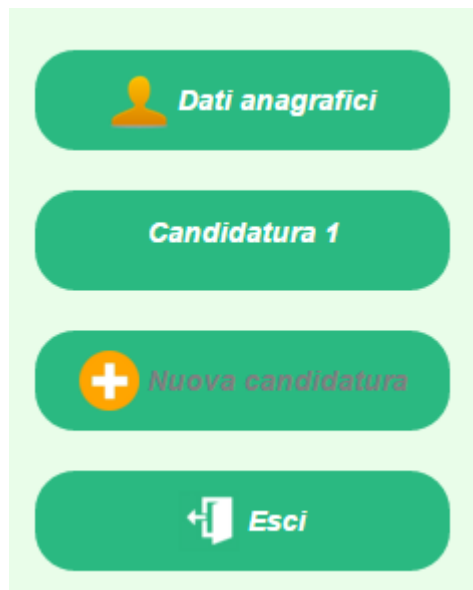 Dati anagrafici
Candidatura 1
Nuova candidatura
Esci